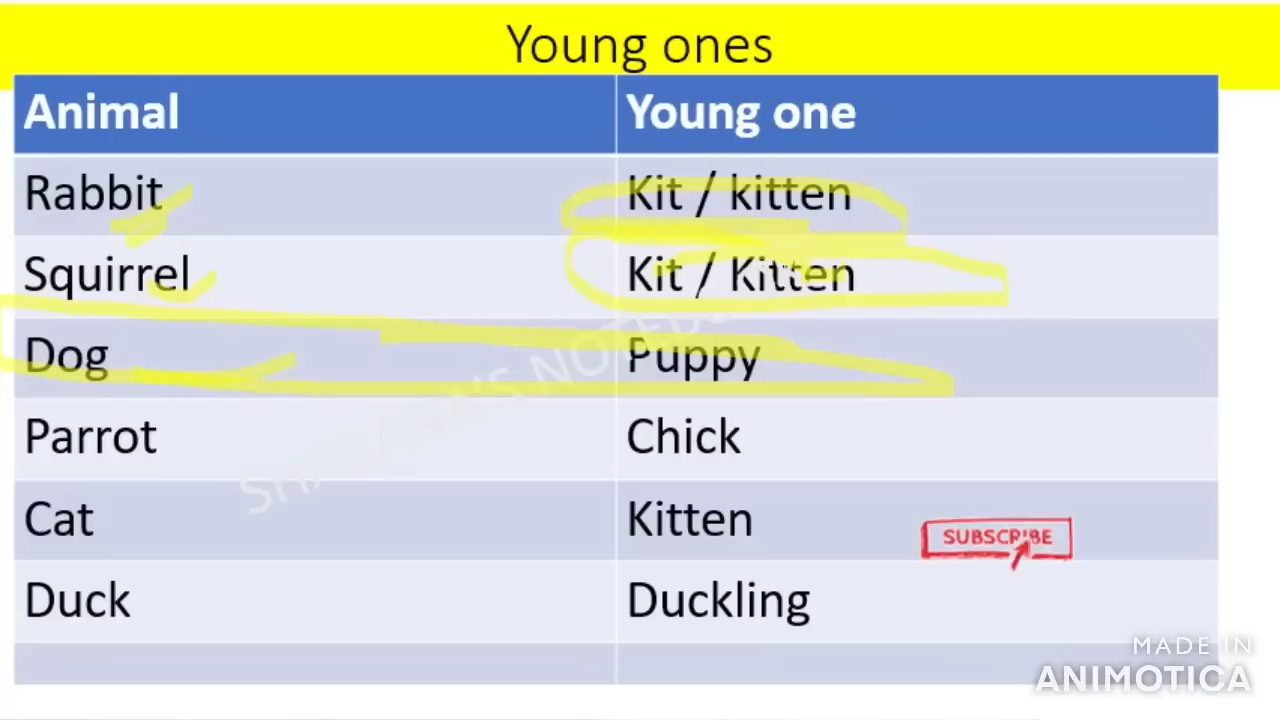 Young ones
Animal Young one
Rabbit Kit / kitten
Squirrel Kit / Kitten
Dog Puppy
Parrot Chick
Cat Kitten
Duck Duckling
SUBSCRIBE
MADE IN
ANIMOTICA